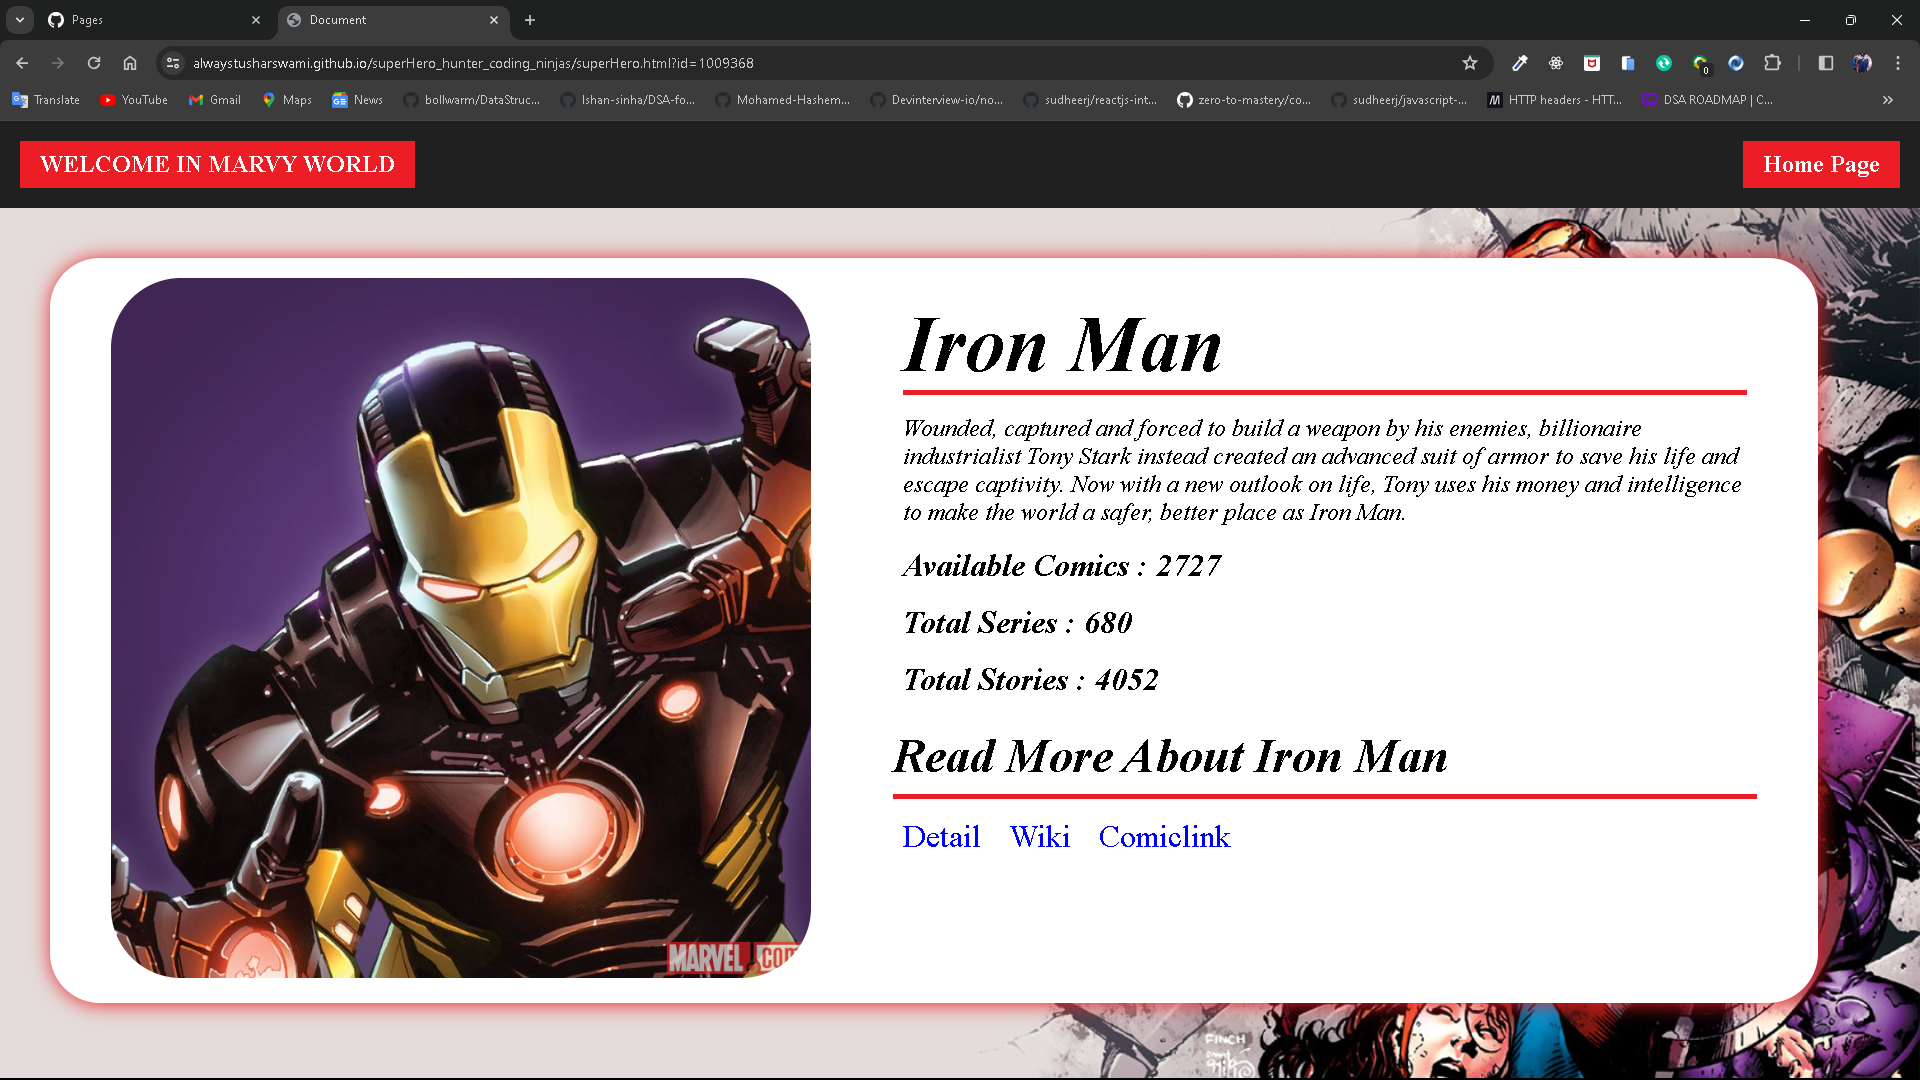 Pages
Document
alwaystusharswami.github.io/superHero_hunter_coding_ninjas/superHero.html?id=1009368
0
Translate
YouTube
Gmail
Maps
News
bollwarm/DataStruc...
Ishan-sinha/DSA-fo...
Mohamed-Hashem...
Devinterview-io/no...
sudheerj/reactjs-int...
zero-to-mastery/co...
sudheerj/javascript-...
HTTP headers - HTT...
DSA ROADMAP | C...
WELCOME IN MARVY WORLD
Home Page
Iron Man
Wounded, captured and forced to build a weapon by his enemies, billionaire
industrialist Tony Stark instead created an advanced suit of armor to save his life and
escape captivity. Now with a new outlook on life, Tony uses his money and intelligence
to make the world a safer, better place as Iron Man.
Available Comics : 2727
Total Series : 680
Total Stories : 4052
Read More About Iron Man
Detail Wiki Comiclink
MARVEL.COM
FINCH